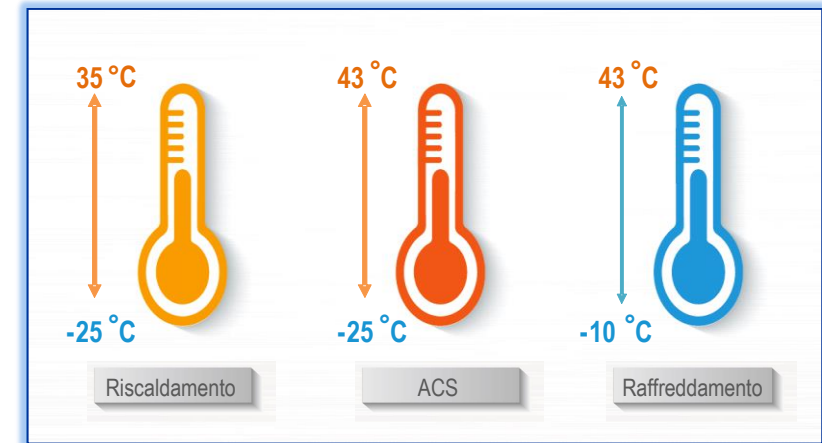 35 °C
43 °C
43 °C
-25 °C
-25 °C
-10 °C
Riscaldamento
ACS
Raffreddamento